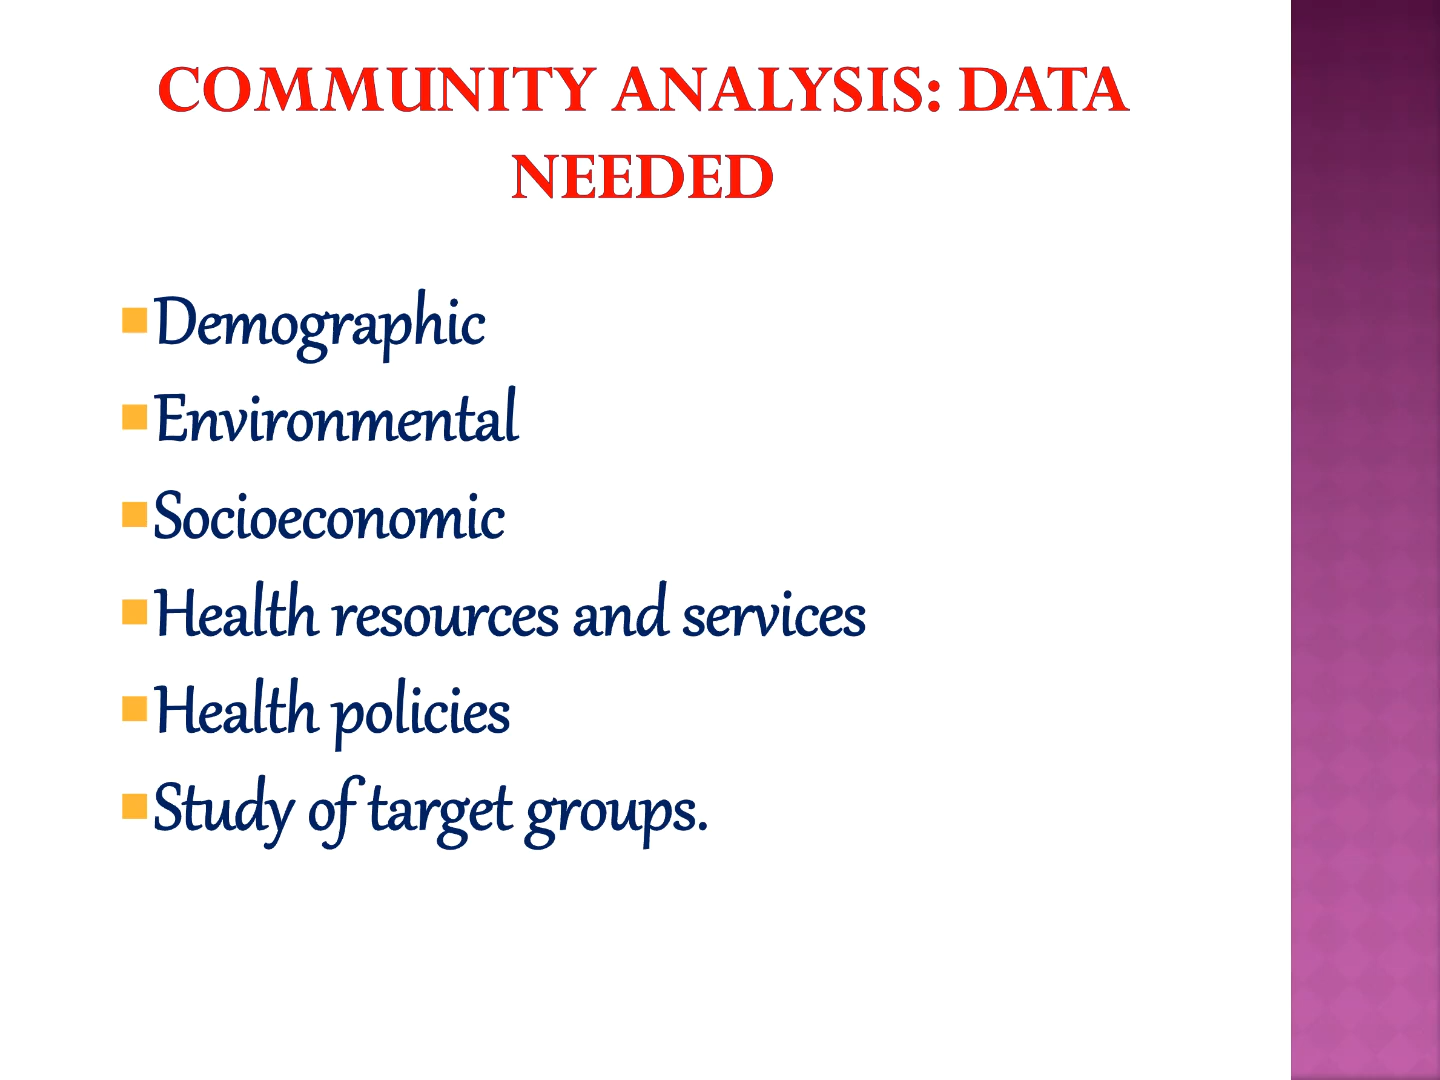 COMMUNITY ANALYSIS: DATA
NEEDED
Demographic
Environmental
Socioeconomic
Health resources and services
Health policies
Study of target groups.